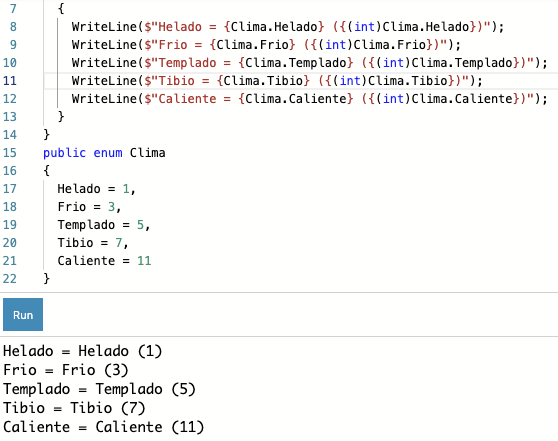 7 {
8 WriteLine($"Helado = {Clima.Helado} ({(int)Clima.Helado})");
9 WriteLine($"Frio = {Clima.Frio} ({(int)Clima.Frio})");
10 WriteLine($"Templado = {Clima.Templado} ({(int)Clima.Templado})");
11 WriteLine($"Tibio = {Clima.Tibio} ({(int)Clima.Tibio})");
12 WriteLine($"Caliente = {Clima.Caliente} ({(int)Clima.Caliente})");
13 }
14 }
15 public enum Clima
16 {
17 Helado = 1,
18 Frio = 3,
19 Templado = 5,
20 Tibio = 7,
21 Caliente = 11
22 }
Run
Helado = Helado (1)
Frio = Frio (3)
Templado = Templado (5)
Tibio = Tibio (7)
Caliente = Caliente (11)